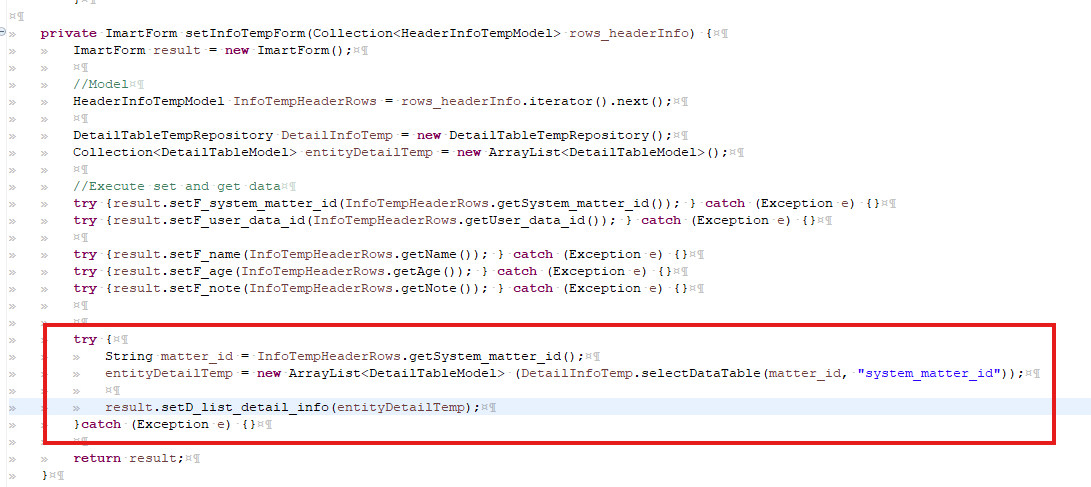 }
private ImartForm setInfoTempForm(Collection<HeaderInfoTempModel> rows_headerInfo) {
ImartForm result = new ImartForm();
//Model
HeaderInfoTempModel InfoTempHeaderRows = rows_headerInfo.iterator().next();
DetailTableTempRepository DetailInfoTemp = new DetailTableTempRepository();
Collection<DetailTableModel> entityDetailTemp = new ArrayList<DetailTableModel>();
//Execute set and get data
try {result.setF_system_matter_id(InfoTempHeaderRows.getSystem_matter_id()); } catch (Exception e) {}
try {result.setF_user_data_id(InfoTempHeaderRows.getUser_data_id()); } catch (Exception e) {}
try {result.setF_name(InfoTempHeaderRows.getName()); } catch (Exception e) {}
try {result.setF_age(InfoTempHeaderRows.getAge()); } catch (Exception e) {}
try {result.setF_note(InfoTempHeaderRows.getNote()); } catch (Exception e) {}
try {
String matter_id = InfoTempHeaderRows.getSystem_matter_id();
entityDetailTemp = new ArrayList<DetailTableModel> (DetailInfoTemp.selectDataTable(matter_id, "system_matter_id"));
result.setD_list_detail_info(entityDetailTemp);
}catch (Exception e) {}
return result;
}